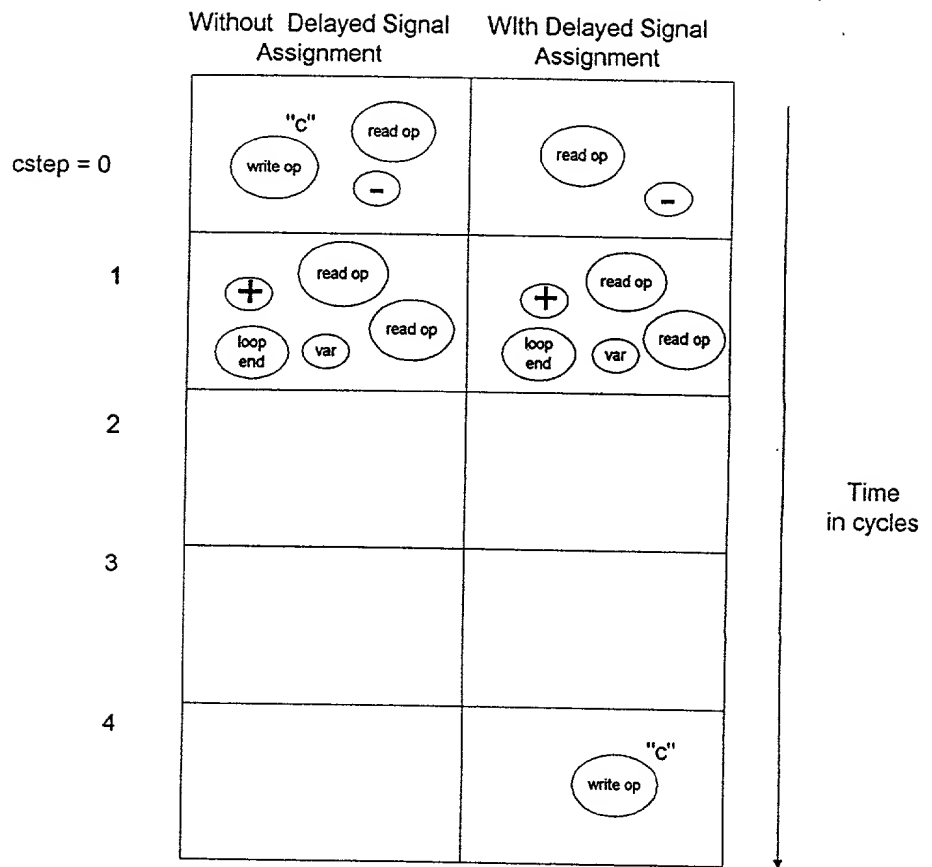 Without Delayed Signal
Assignment
WIth Delayed Signal
Assignment
cstep = 0
"c"
write op
read op
-
read op
-
1
+
read op
read op
loop
end
var
+
read op
read op
loop
end
var
2
3
4
"c"
write op
Time
in cycles